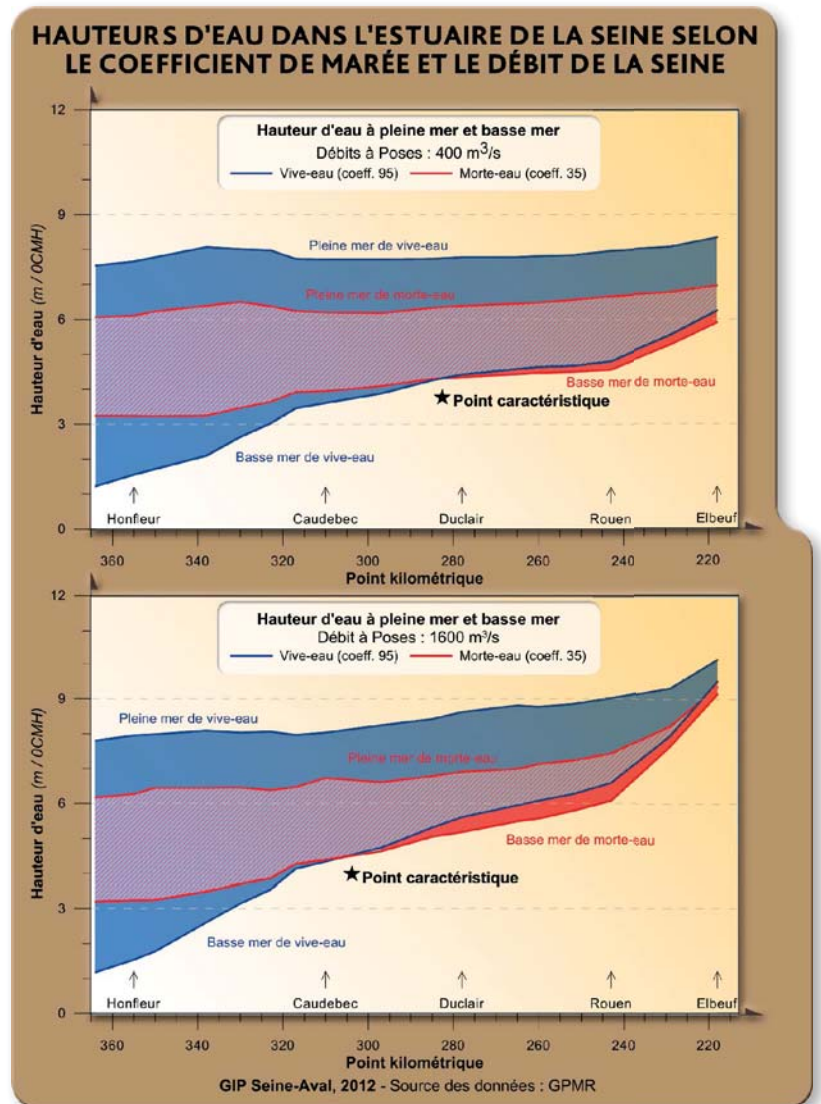 HAUTEURS D'EAU DANS L'ESTUAIRE DE LA SEINE SELON
LE COEFFICIENT DE MARÉE ET LE DÉBIT DE LA SEINE
12
9
6
3
0
Hauteur d'eau (m / 0CMH)
Hauteur d'eau à pleine mer et basse mer
Débits à Poses : 400 m³/s
Vive-eau (coeff. 95) Morte-eau (coeff. 35)
Pleine mer de vive-eau
Pleine mer de morte-eau
Basse mer de morte-eau
★ Point caractéristique
Basse mer de vive-eau
Honfleur Caudebec Duclair Rouen Elbeuf
360 340 320 300 280 260 240 220
Point kilométrique
12
9
6
3
0
Hauteur d'eau (m / 0CMH)
Hauteur d'eau à pleine mer et basse mer
Débit à Poses : 1600 m³/s
Vive-eau (coeff. 95) Morte-eau (coeff. 35)
Pleine mer de vive-eau
Pleine mer de morte-eau
Basse mer de morte-eau
★ Point caractéristique
Basse mer de vive-eau
Honfleur Caudebec Duclair Rouen Elbeuf
360 340 320 300 280 260 240 220
Point kilométrique
GIP Seine-Aval, 2012 - Source des données : GPMR